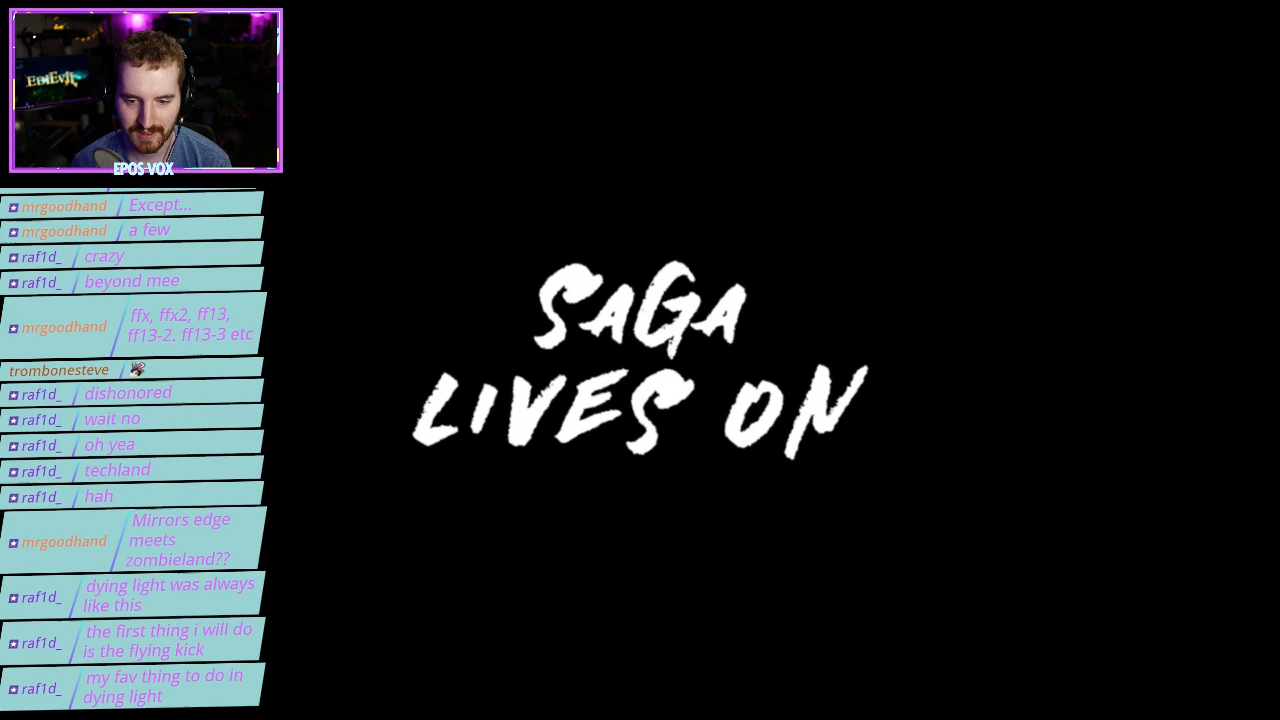 EPOS VOX
mrgoodhand / Except...
mrgoodhand / a few
raf1d_ / crazy
raf1d_ / beyond mee
mrgoodhand / ffx, ffx2, ff13,
ff13-2. ff13-3 etc
trombonesteve /
raf1d_ / dishonored
raf1d_ / wait no
raf1d_ / oh yea
raf1d_ / techland
raf1d_ / hah
mrgoodhand / Mirrors edge
meets
zombieland??
raf1d_ / dying light was always
like this
raf1d_ / the first thing i will do
is the flying kick
raf1d_ / my fav thing to do in
dying light
SAGA
LIVES ON